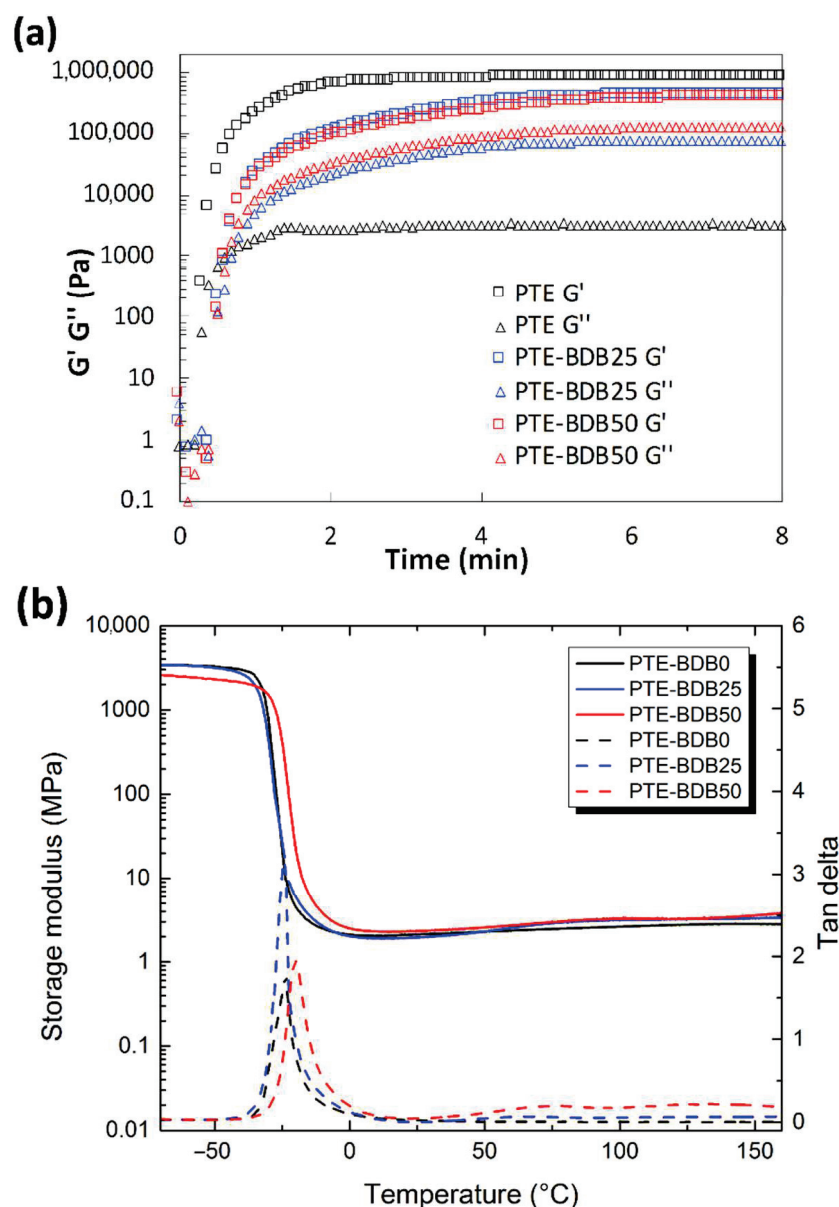 (a)
1,000,000
100,000
10,000
1000
100
10
1
0.1
G' G'' (Pa)
PTE G'
PTE G''
PTE-BDB25 G'
PTE-BDB25 G''
PTE-BDB50 G'
PTE-BDB50 G''
0 2 4 6 8
Time (min)
(b)
10,000
1000
100
10
1
0.1
0.01
Storage modulus (MPa)
PTE-BDB0
PTE-BDB25
PTE-BDB50
PTE-BDB0
PTE-BDB25
PTE-BDB50
6
5
4
3
2
1
0
Tan delta
−50 0 50 100 150
Temperature (°C)